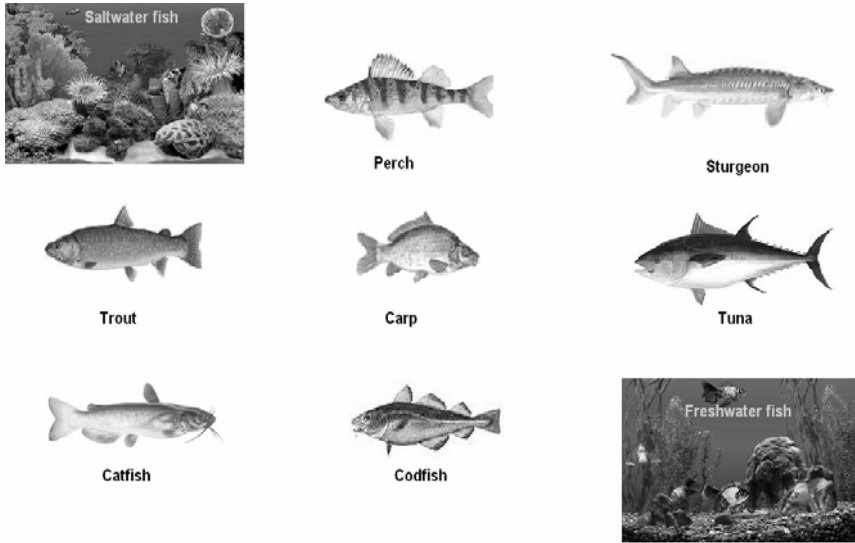 Saltwater fish
Perch
Sturgeon
Trout
Carp
Tuna
Catfish
Codfish
Freshwater fish